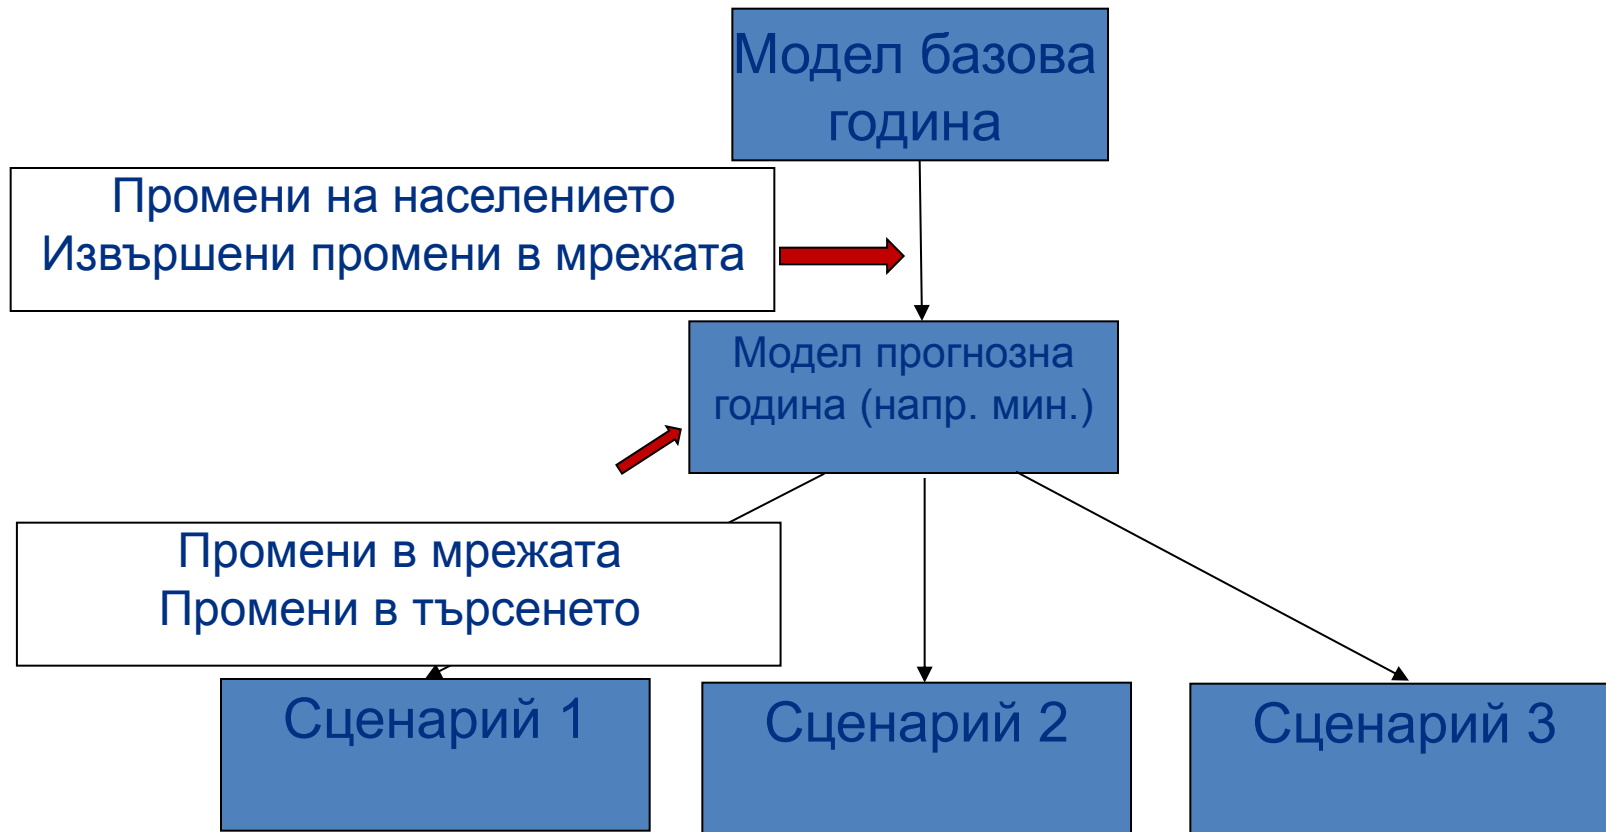 Модел базова
година
Промени на населението
Извършени промени в мрежата
Модел прогнозна
година (напр. мин.)
Промени в мрежата
Промени в търсенето
Сценарий 1
Сценарий 2
Сценарий 3